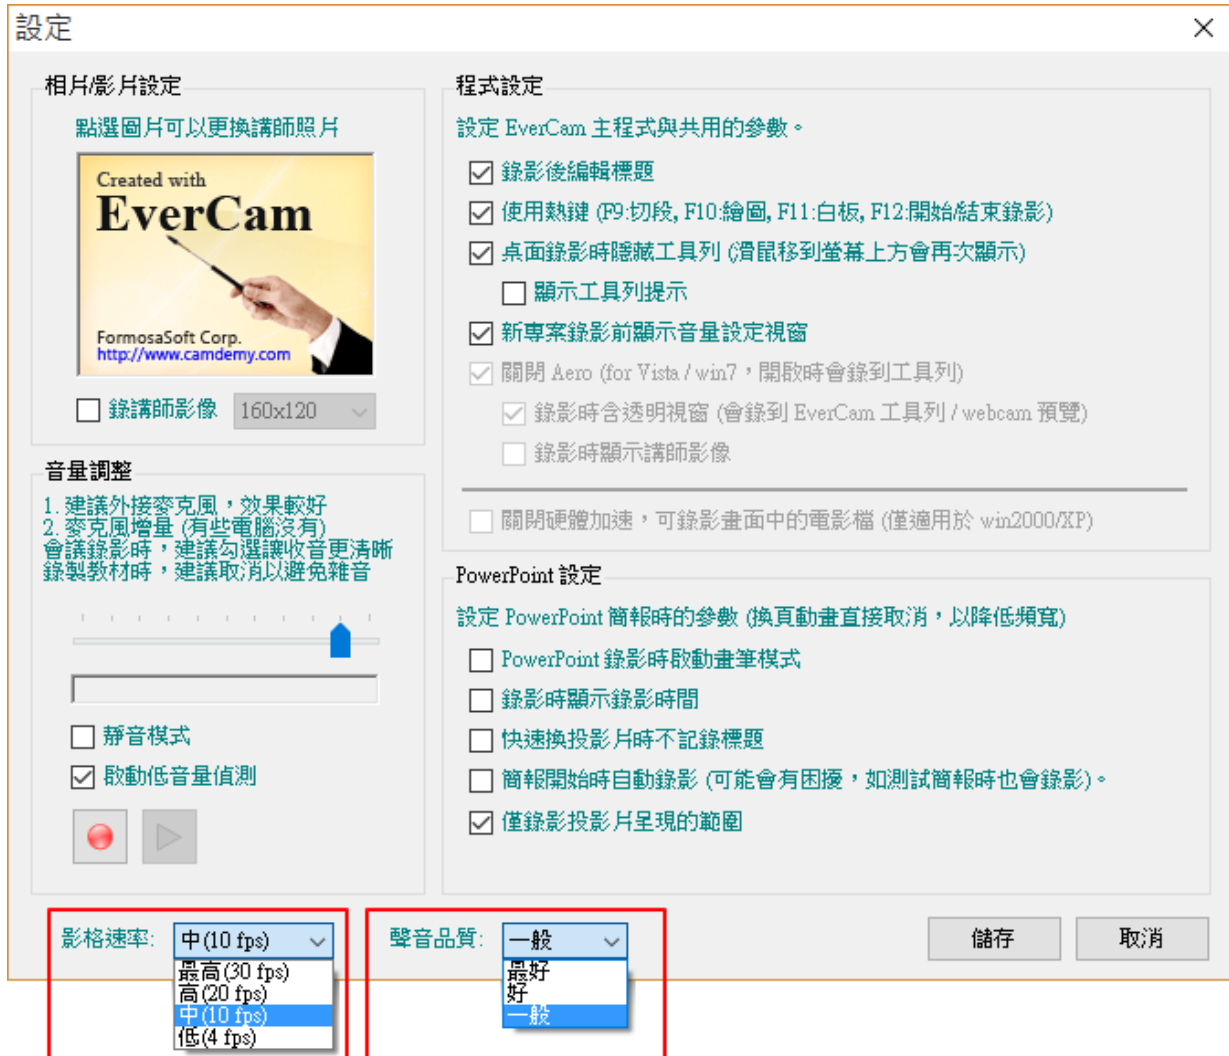 設定
相片/影片設定
點選圖片可以更換講師照片
Created with
EverCam
FormosaSoft Corp.
http://www.camdemy.com
錄講師影像 160x120
音量調整
1. 建議外接麥克風，效果較好
2. 麥克風增量 (有些電腦沒有)
會議錄影時，建議勾選讓收音更清晰
錄製教材時，建議取消以避免雜音
靜音模式
啟動低音量偵測
程式設定
設定 EverCam 主程式與共用的參數。
錄影後編輯標題
使用熱鍵 (F9:切段, F10:繪圖, F11:白板, F12:開始/結束錄影)
桌面錄影時隱藏工具列 (滑鼠移到螢幕上方會再次顯示)
顯示工具列提示
新專案錄影前顯示音量設定視窗
關閉 Aero (for Vista / win7，開啟時會錄到工具列)
錄影時含透明視窗 (會錄到 EverCam 工具列 / webcam 預覽)
錄影時顯示講師影像
關閉硬體加速，可錄影畫面中的電影檔 (僅適用於 win2000/XP)
PowerPoint 設定
設定 PowerPoint 簡報時的參數 (換頁動畫直接取消，以降低頻寬)
PowerPoint 錄影時啟動畫筆模式
錄影時顯示錄影時間
快速換投影片時不記錄標題
簡報開始時自動錄影 (可能會有困擾，如測試簡報時也會錄影)。
僅錄影投影片呈現的範圍
影格速率: 中(10 fps)
最高(30 fps)
高(20 fps)
中(10 fps)
低(4 fps)
聲音品質: 一般
最好
好
一般
儲存
取消